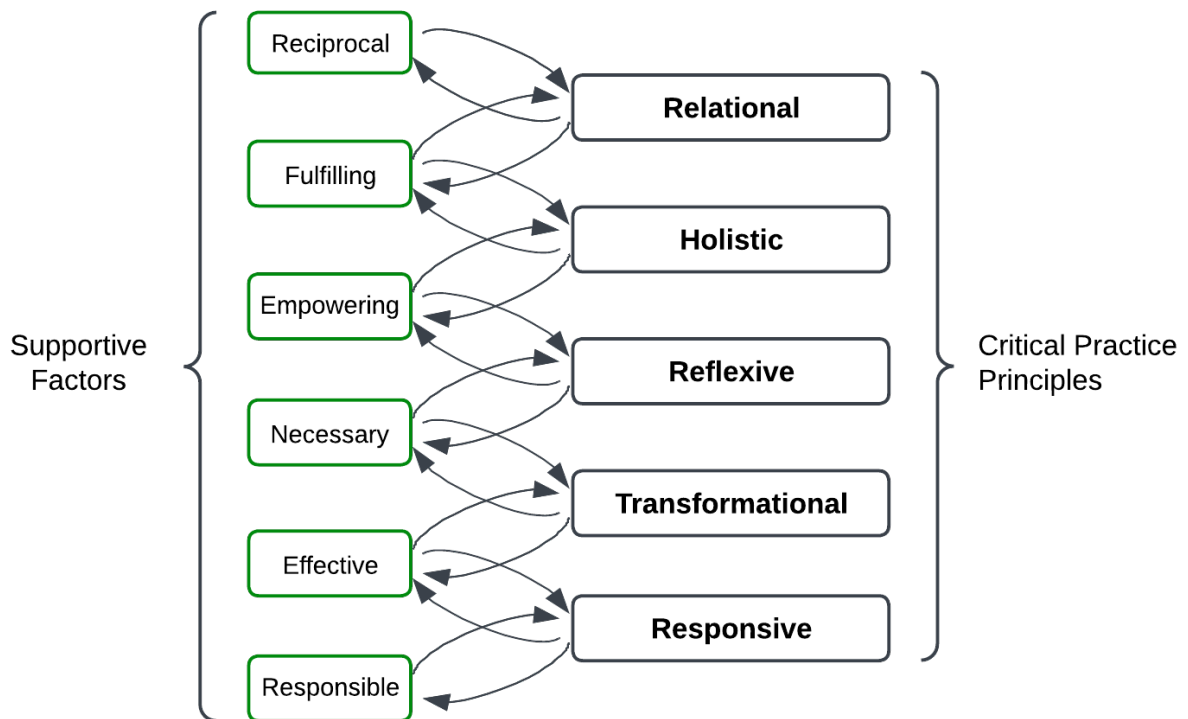 Reciprocal
Relational
Fulfilling
Holistic
Empowering
Supportive
Factors
Reflexive
Critical Practice
Principles
Necessary
Transformational
Effective
Responsive
Responsible